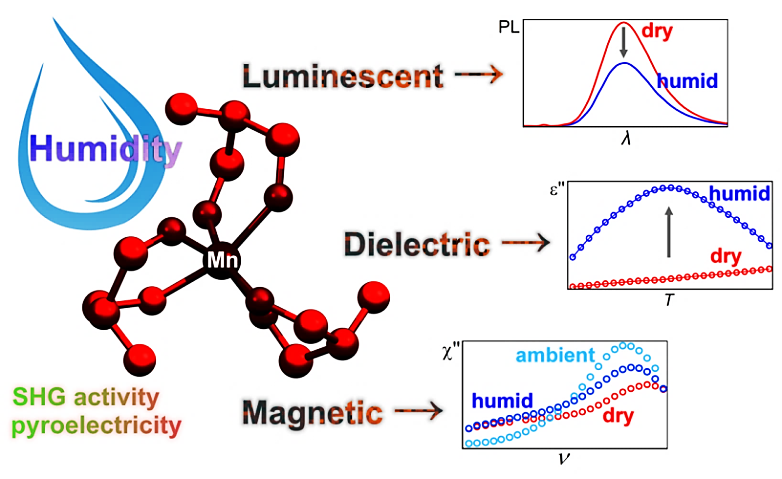 Luminescent
PL
dry
humid
λ
Humidity
Mn
Dielectric
ε"
humid
dry
T
SHG activity
pyroelectricity
Magnetic
χ"
ambient
humid
dry
ν